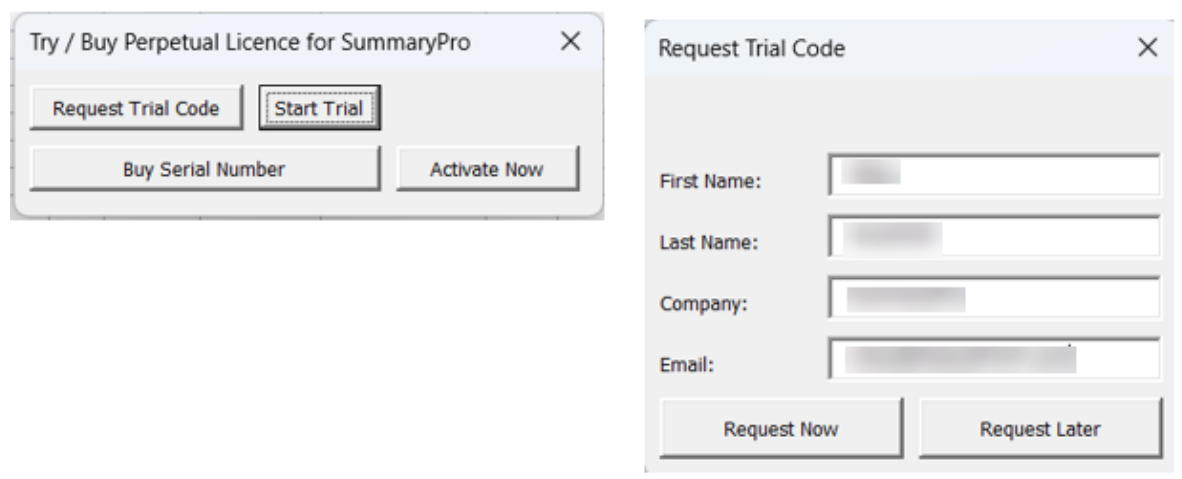 Try / Buy Perpetual Licence for SummaryPro
Request Trial Code
Start Trial
Buy Serial Number
Activate Now
Request Trial Code
First Name:
Last Name:
Company:
Email:
Request Now
Request Later